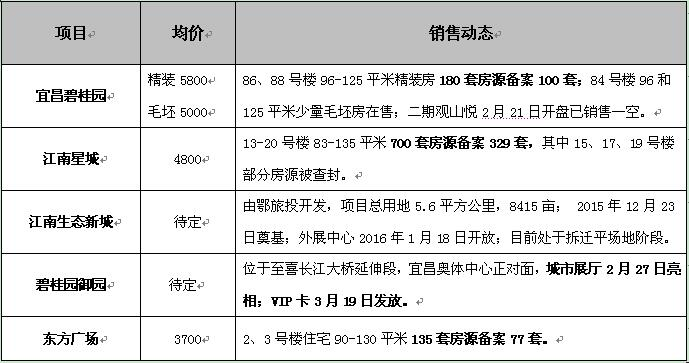 项目 均价 销售动态
宜昌碧桂园
精装 5800
毛坯 5000
86、88 号楼 96-125 平米精装房 180 套房源备案 100 套；84 号楼 96 和
125 平米少量毛坯房在售；二期观山悦 2 月 21 日开盘已销售一空。
江南星城 4800
13-20 号楼 83-135 平米 700 套房源备案 329 套，其中 15、17、19 号楼
部分房源被查封。
江南生态新城 待定
由鄂旅投开发，项目总用地 5.6 平方公里，8415 亩； 2015 年 12 月 23
日奠基；外展中心 2016 年 1 月 18 日开放；目前处于拆迁平场地阶段。
碧桂园御园 待定
位于至喜长江大桥延伸段，宜昌奥体中心正对面，城市展厅 2 月 27 日亮
相；VIP 卡 3 月 19 日发放。
东方广场 3700 2、3 号楼住宅 90-130 平米 135 套房源备案 77 套。